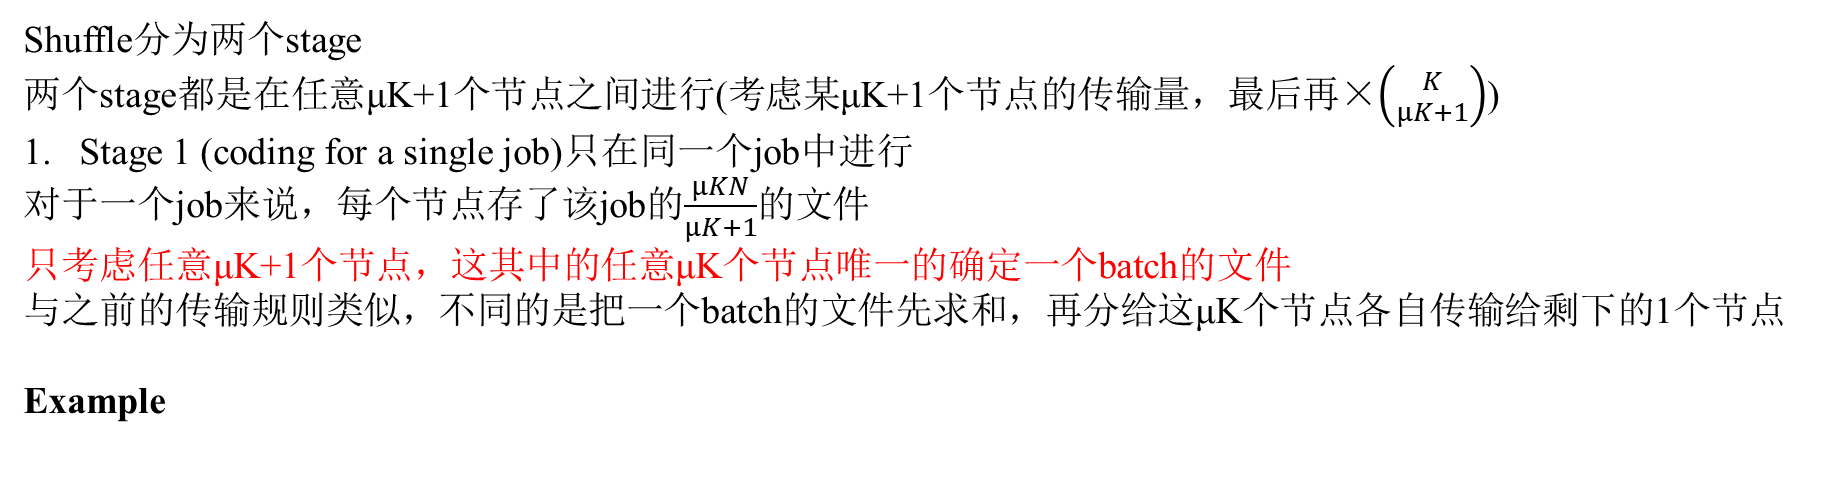 Shuffle分为两个stage
两个stage都是在任意μK+1个节点之间进行(考虑某μK+1个节点的传输量，最后再×(K μK+1))
1. Stage 1 (coding for a single job)只在同一个job中进行
对于一个job来说，每个节点存了该job的μKN/μK+1的文件
只考虑任意μK+1个节点，这其中的任意μK个节点唯一的确定一个batch的文件
与之前的传输规则类似，不同的是把一个batch的文件先求和，再分给这μK个节点各自传输给剩下的1个节点
Example